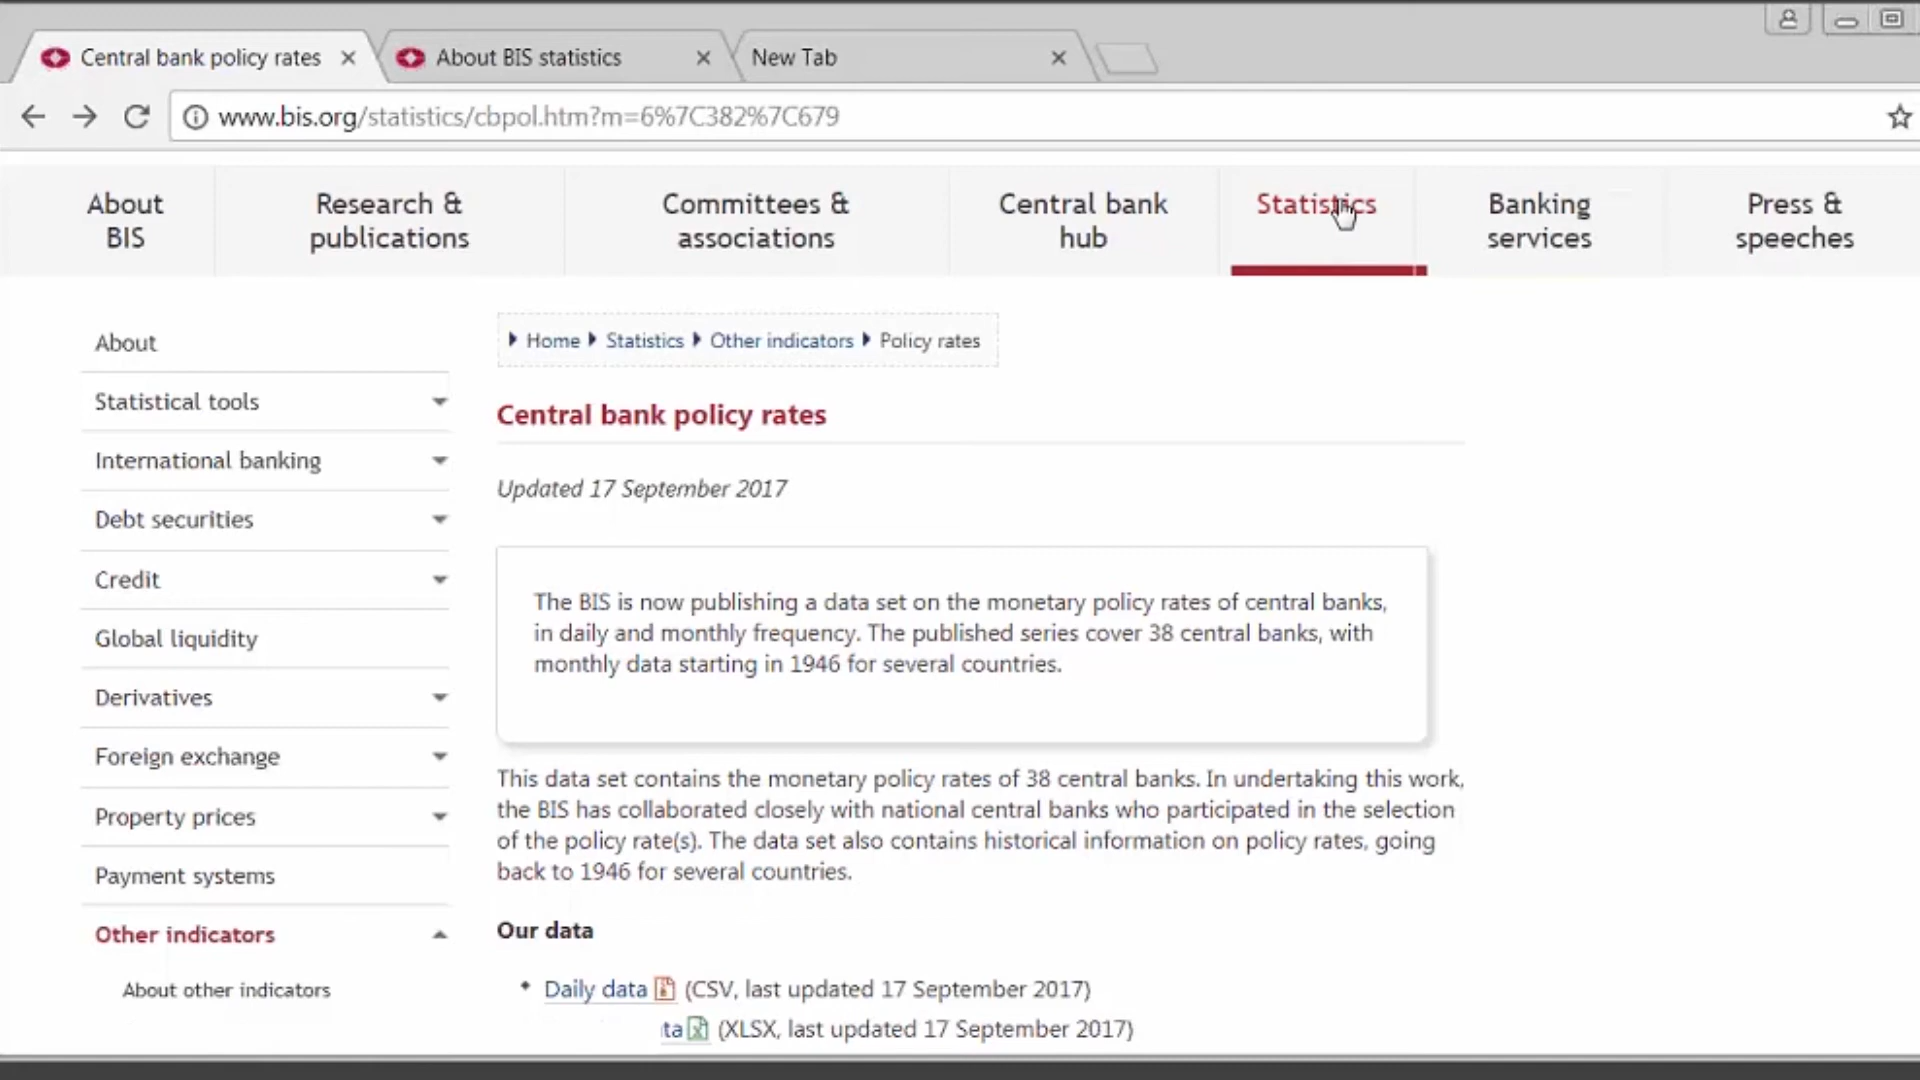 Central bank policy rates
About BIS statistics
New Tab
www.bis.org/statistics/cbpol.htm?m=6%7C382%7C679
About
BIS
Research &
publications
Committees &
associations
Central bank
hub
Statistics
Banking
services
Press &
speeches
About
Statistical tools
International banking
Debt securities
Credit
Global liquidity
Derivatives
Foreign exchange
Property prices
Payment systems
Other indicators
About other indicators
Home Statistics Other indicators Policy rates
Central bank policy rates
Updated 17 September 2017
The BIS is now publishing a data set on the monetary policy rates of central banks,
in daily and monthly frequency. The published series cover 38 central banks, with
monthly data starting in 1946 for several countries.
This data set contains the monetary policy rates of 38 central banks. In undertaking this work,
the BIS has collaborated closely with national central banks who participated in the selection
of the policy rate(s). The data set also contains historical information on policy rates, going
back to 1946 for several countries.
Our data
• Daily data (CSV, last updated 17 September 2017)
ta (XLSX, last updated 17 September 2017)